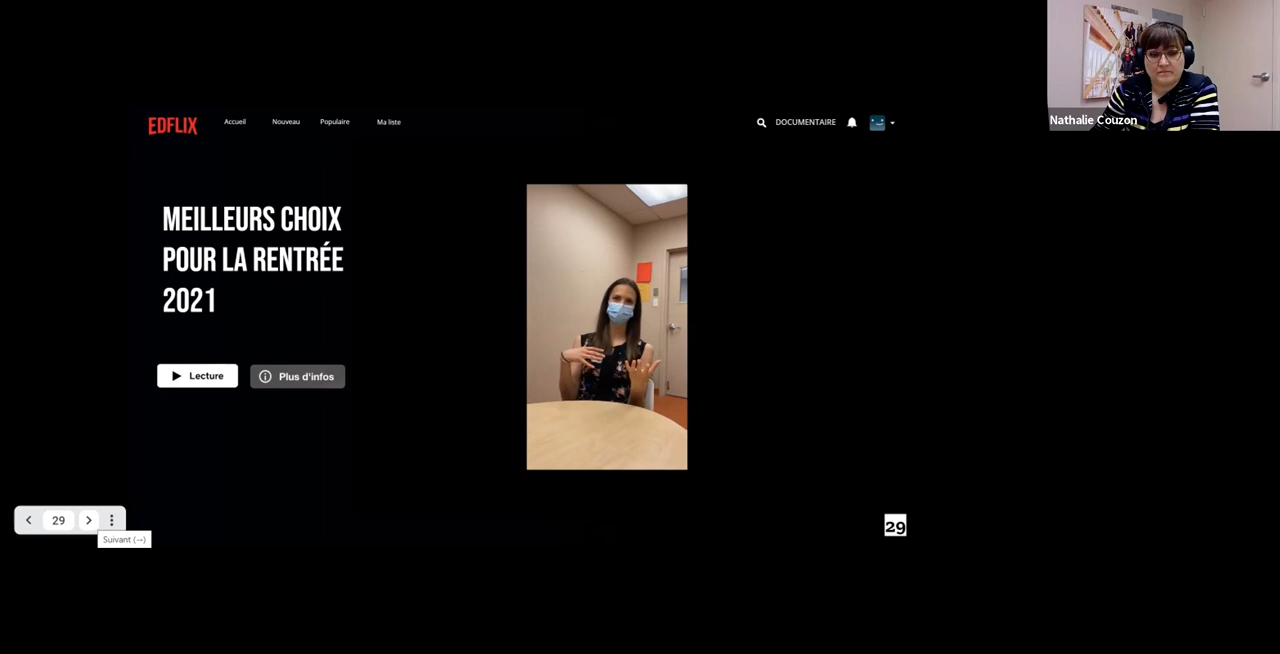 EDFLIX
Accueil
Nouveau
Populaire
Ma liste
DOCUMENTAIRE
Nathalie Couzon
MEILLEURS CHOIX
POUR LA RENTRÉE
2021
Lecture
Plus d'infos
29
Suivant (→)
29